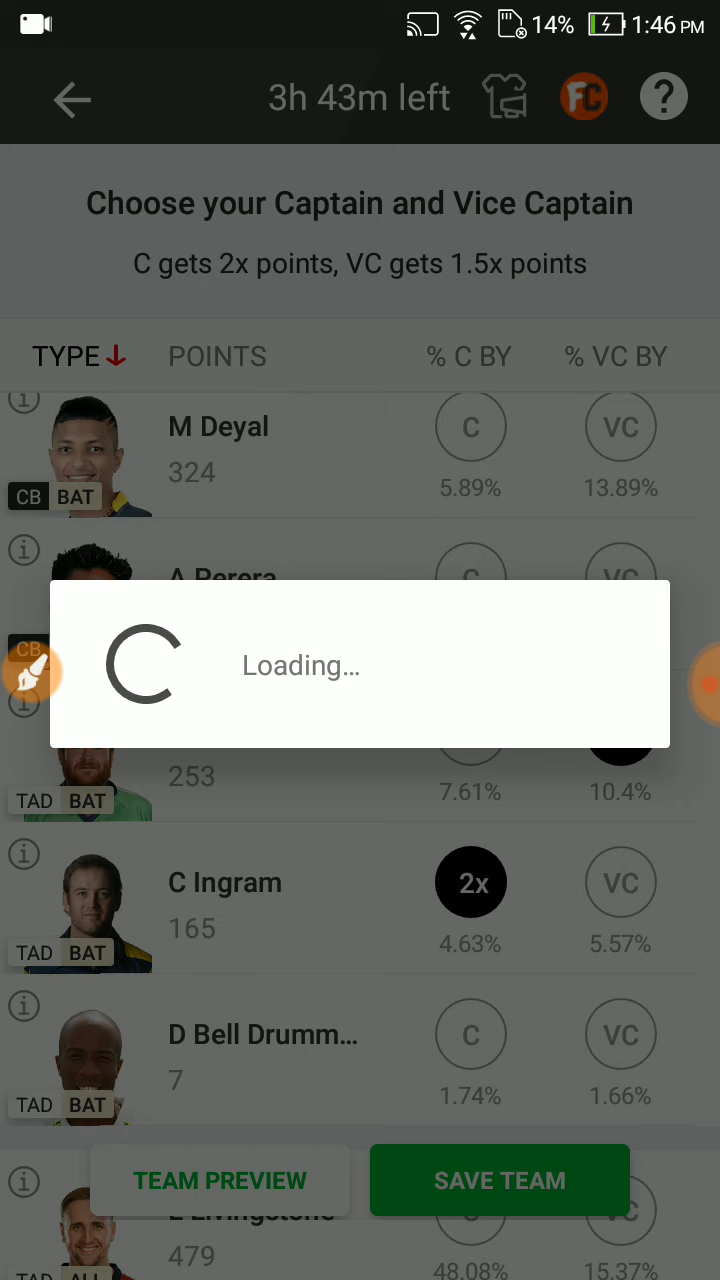 14% 1:46 PM
3h 43m left FC ?
Choose your Captain and Vice Captain
C gets 2x points, VC gets 1.5x points
TYPE POINTS % C BY % VC BY
M Deyal C VC
324
CB BAT 5.89% 13.89%
A Perera C VC
CB
Loading...
253
TAD BAT 7.61% 10.4%
C Ingram 2x VC
165
TAD BAT 4.63% 5.57%
D Bell Drumm... C VC
7
TAD BAT 1.74% 1.66%
TEAM PREVIEW SAVE TEAM
L Livingstone C VC
479
TAD ALL 48.08% 15.37%